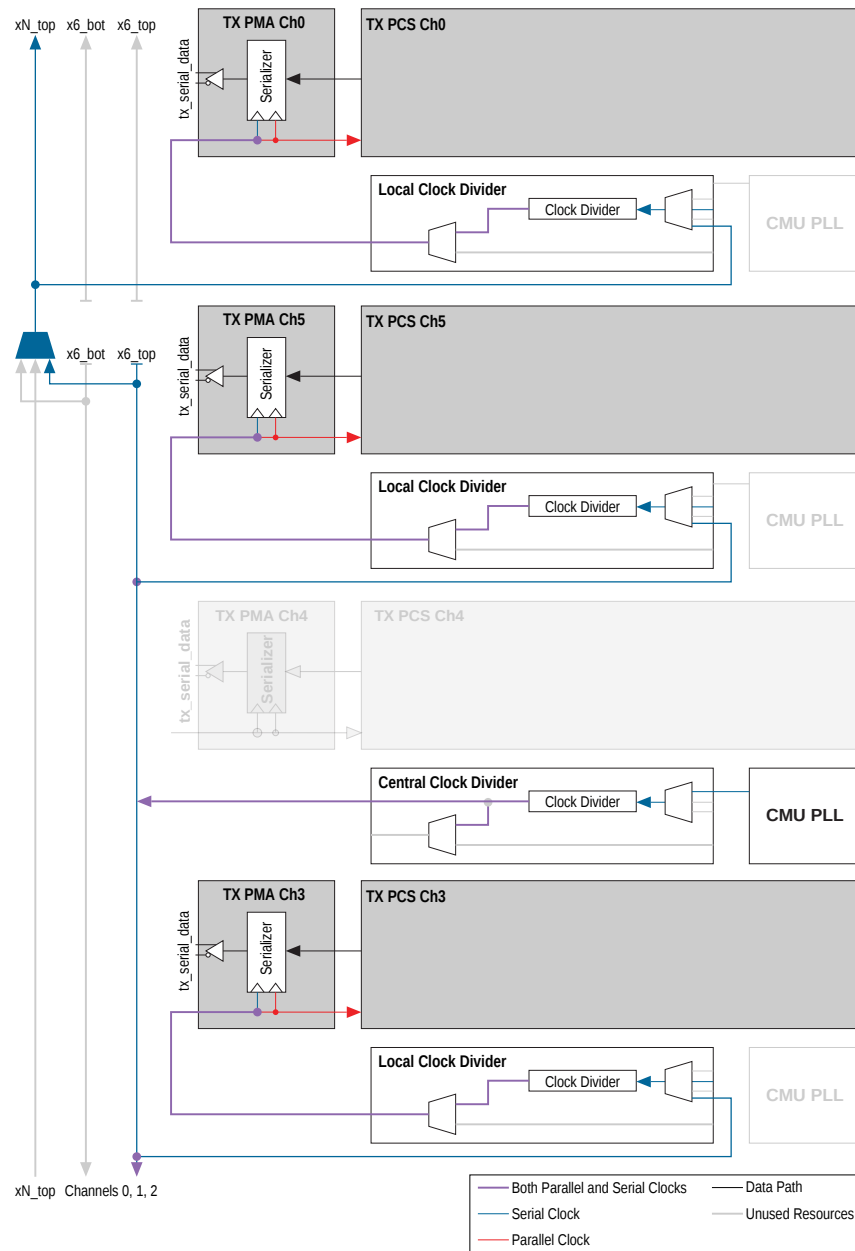 xN_top x6_bot x6_top
TX PMA Ch0
TX PCS Ch0
tx_serial_data
Serializer
Local Clock Divider
Clock Divider
CMU PLL
x6_bot x6_top
TX PMA Ch5
TX PCS Ch5
tx_serial_data
Serializer
Local Clock Divider
Clock Divider
CMU PLL
TX PMA Ch4
TX PCS Ch4
tx_serial_data
Serializer
Central Clock Divider
Clock Divider
CMU PLL
TX PMA Ch3
TX PCS Ch3
tx_serial_data
Serializer
Local Clock Divider
Clock Divider
CMU PLL
xN_top Channels 0, 1, 2
Both Parallel and Serial Clocks
Serial Clock
Parallel Clock
Data Path
Unused Resources